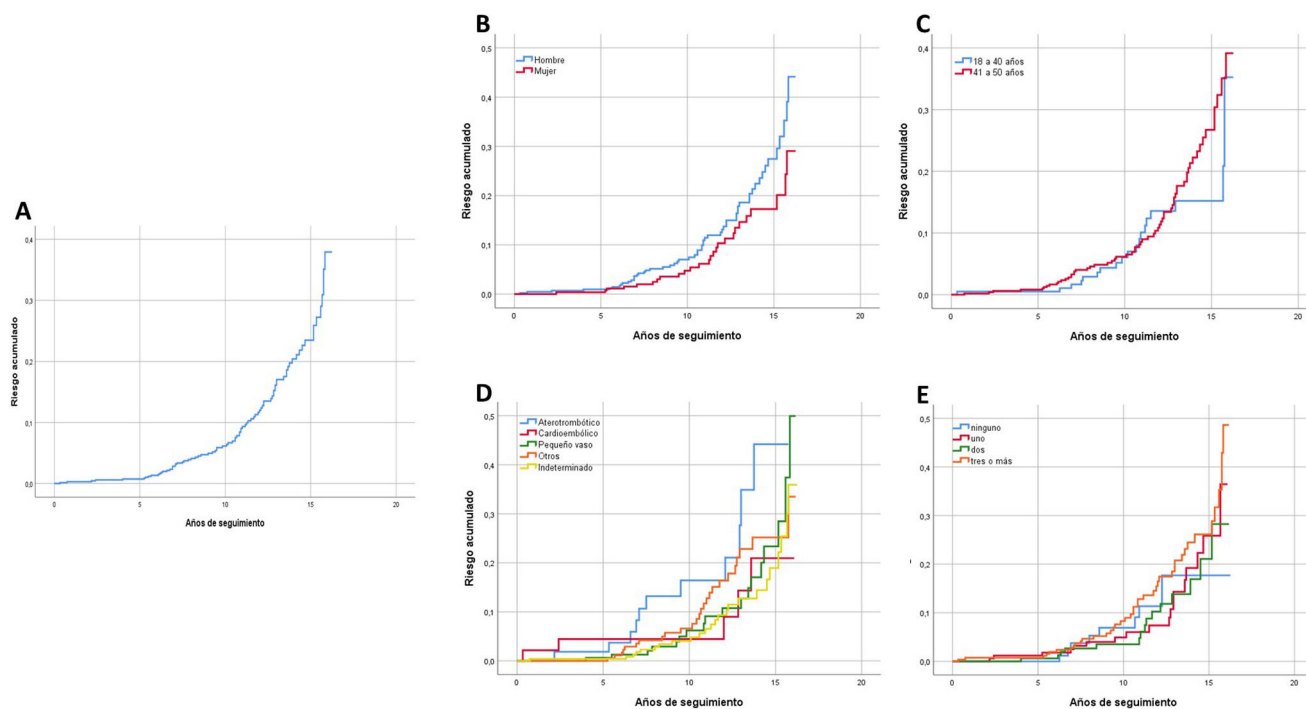 A
0,4
0,3
0,2
0,1
0,0
Riesgo acumulado
0 5 10 15 20
Años de seguimiento
B
Hombre
Mujer
0,5
0,4
0,3
0,2
0,1
0,0
Riesgo acumulado
0 5 10 15 20
Años de seguimiento
C
18 a 40 años
41 a 50 años
0,4
0,3
0,2
0,1
0,0
Riesgo acumulado
0 5 10 15 20
Años de seguimiento
D
Aterotrombótico
Cardioembólico
Pequeño vaso
Otros
Indeterminado
0,5
0,4
0,3
0,2
0,1
0,0
Riesgo acumulado
0 5 10 15 20
Años de seguimiento
E
ninguno
uno
dos
tres o más
0,5
0,4
0,3
0,2
0,1
0,0
0 5 10 15 20
Años de seguimiento